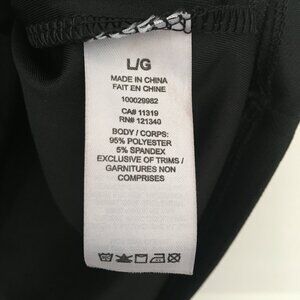 L/G
MADE IN CHINA
FAIT EN CHINE
100029982
CA# 11319
RN# 121340
BODY / CORPS:
95% POLYESTER
5% SPANDEX
EXCLUSIVE OF TRIMS /
GARNITURES NON
COMPRISES